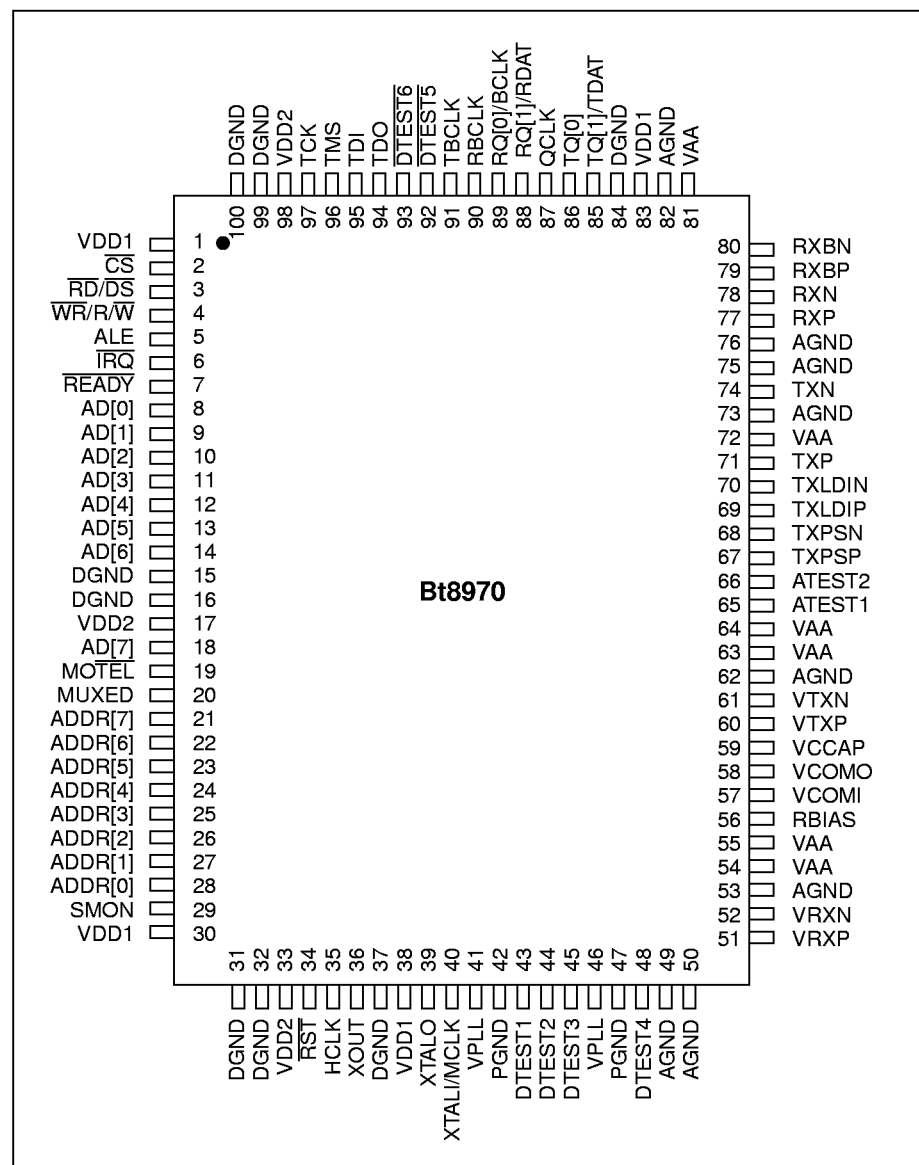 DGND
DGND
VDD2
TCK
TMS
TDI
TDO
D̅T̅E̅S̅T̅6̅
D̅T̅E̅S̅T̅5̅
TBCLK
RBCLK
RQ[0]/BCLK
RQ[1]/RDAT
QCLK
TQ[0]
TQ[1]/TDAT
DGND
VDD1
AGND
VAA
100 99 98 97 96 95 94 93 92 91 90 89 88 87 86 85 84 83 82 81
VDD1 1
C̅S̅ 2
R̅D̅/D̅S̅ 3
W̅R̅/R/W̅ 4
ALE 5
I̅R̅Q̅ 6
R̅E̅A̅D̅Y̅ 7
AD[0] 8
AD[1] 9
AD[2] 10
AD[3] 11
AD[4] 12
AD[5] 13
AD[6] 14
DGND 15
DGND 16
VDD2 17
AD[7] 18
MOT̅E̅L̅ 19
MUXED 20
ADDR[7] 21
ADDR[6] 22
ADDR[5] 23
ADDR[4] 24
ADDR[3] 25
ADDR[2] 26
ADDR[1] 27
ADDR[0] 28
SMON 29
VDD1 30
Bt8970
80 RXBN
79 RXBP
78 RXN
77 RXP
76 AGND
75 AGND
74 TXN
73 AGND
72 VAA
71 TXP
70 TXLDIN
69 TXLDIP
68 TXPSN
67 TXPSP
66 ATEST2
65 ATEST1
64 VAA
63 VAA
62 AGND
61 VTXN
60 VTXP
59 VCCAP
58 VCOMO
57 VCOMI
56 RBIAS
55 VAA
54 VAA
53 AGND
52 VRXN
51 VRXP
31 32 33 34 35 36 37 38 39 40 41 42 43 44 45 46 47 48 49 50
DGND
DGND
VDD2
R̅S̅T̅
HCLK
XOUT
DGND
VDD1
XTALO
XTALI/MCLK
VPLL
PGND
DTEST1
DTEST2
DTEST3
VPLL
PGND
DTEST4
AGND
AGND